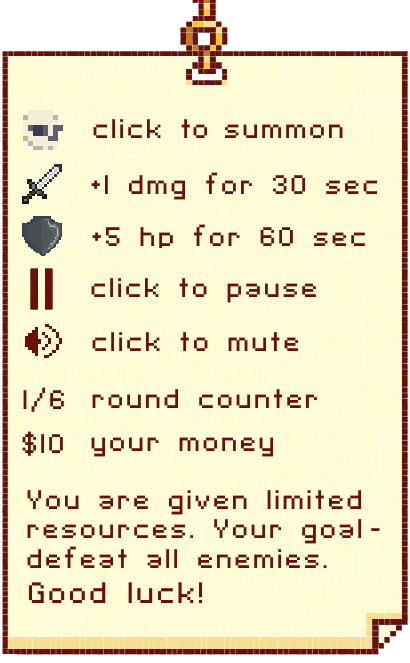 click to summon
+1 dmg for 30 sec
+5 hp for 60 sec
click to pause
click to mute
1/6 round counter
$10 your money
You are given limited
resources. Your goal-
defeat all enemies.
Good luck!